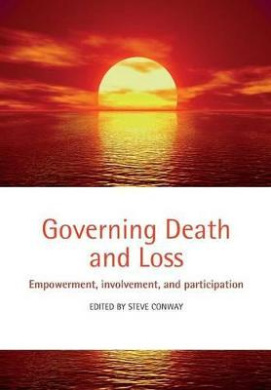 Governing Death
and Loss
Empowerment, involvement, and participation
EDITED BY STEVE CONWAY